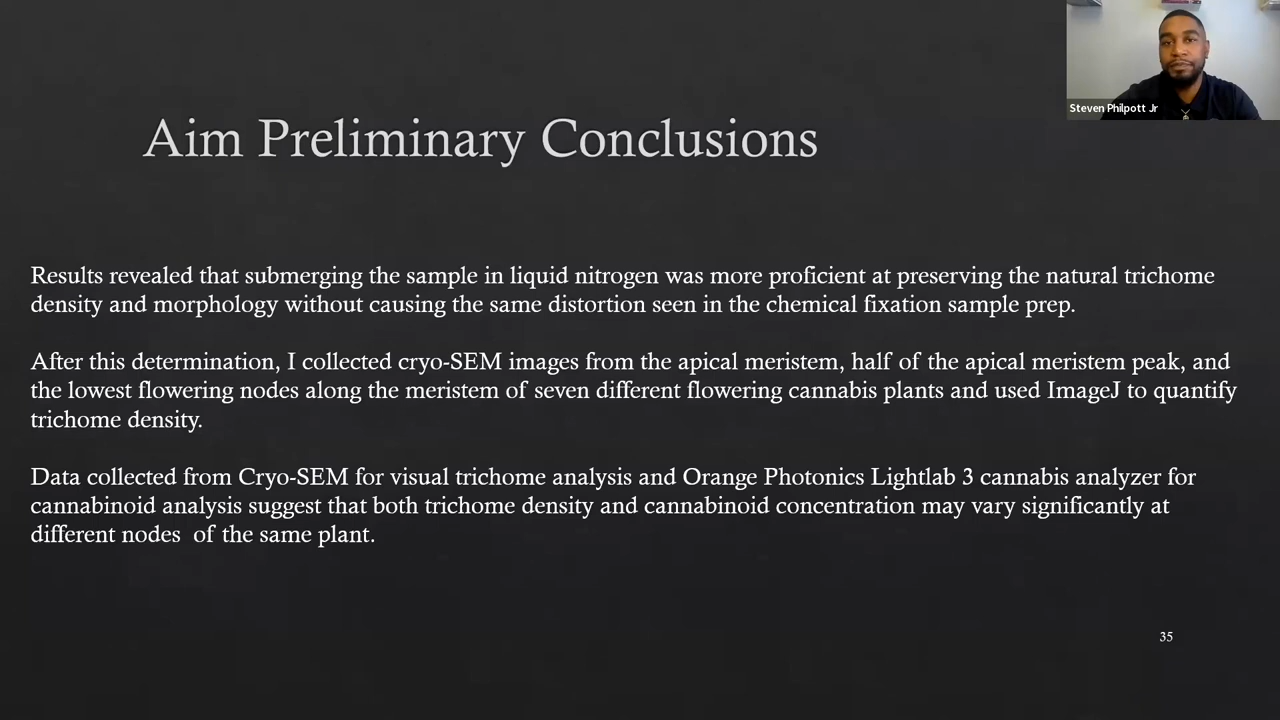 Steven Philpott Jr
Aim Preliminary Conclusions
Results revealed that submerging the sample in liquid nitrogen was more proficient at preserving the natural trichome
density and morphology without causing the same distortion seen in the chemical fixation sample prep.
After this determination, I collected cryo-SEM images from the apical meristem, half of the apical meristem peak, and
the lowest flowering nodes along the meristem of seven different flowering cannabis plants and used ImageJ to quantify
trichome density.
Data collected from Cryo-SEM for visual trichome analysis and Orange Photonics Lightlab 3 cannabis analyzer for
cannabinoid analysis suggest that both trichome density and cannabinoid concentration may vary significantly at
different nodes  of the same plant.
35